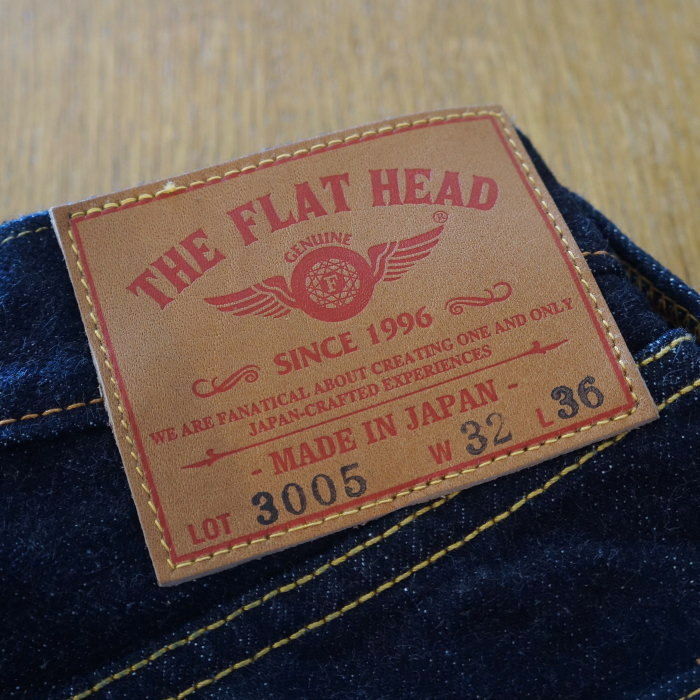 THE FLAT HEAD
®
GENUINE
F
SINCE 1996
WE ARE FANATICAL ABOUT CREATING ONE AND ONLY
JAPAN-CRAFTED EXPERIENCES
- MADE IN JAPAN -
LOT 3005 W 32 L 36